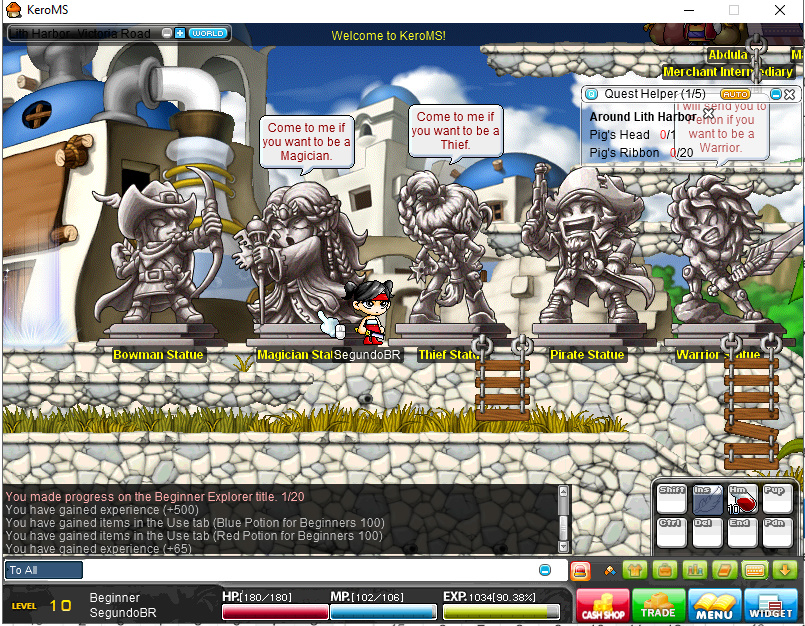 KeroMS
Lith Harbor Victoria Road
WORLD
Welcome to KeroMS!
Abdula
Merchant Intermediary
Quest Helper (1/5)
AUTO
Around Lith Harbor
Pig's Head 0/1
Pig's Ribbon 0/20
I will send you to
if you
want to be a
Warrior.
Come to me if
you want to be a
Magician.
Come to me if
you want to be a
Thief.
Bowman Statue
Magician Sta
SegundoBR
Thief Statu
Pirate Statue
Warrior Statue
You made progress on the Beginner Explorer title. 1/20
You have gained experience (+500)
You have gained items in the Use tab (Blue Potion for Beginners 100)
You have gained items in the Use tab (Red Potion for Beginners 100)
You have gained experience (+65)
Shift Ins Hm Pup
Ctrl Del End Pdn
To All
LEVEL 10
Beginner
SegundoBR
HP.[180/180]
MP.[102/106]
EXP. 1034[90.38%]
CASH SHOP
TRADE
MENU
WIDGET